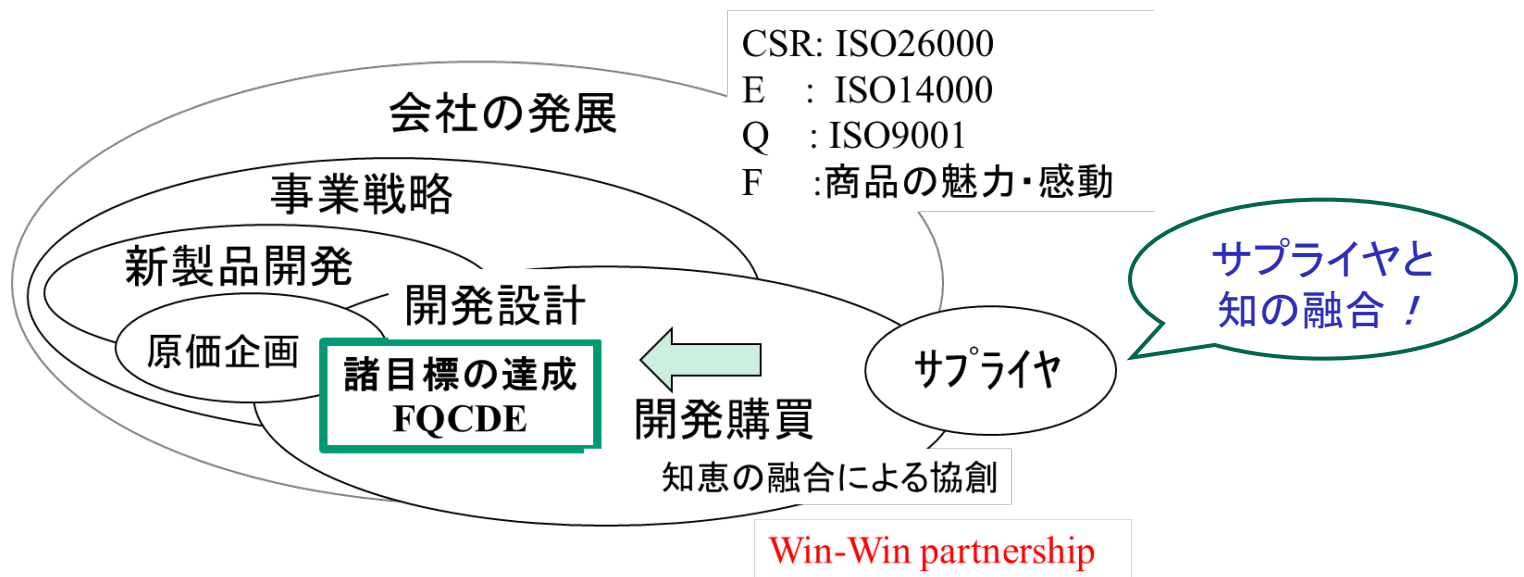 CSR: ISO26000
E : ISO14000
Q : ISO9001
F :商品の魅力・感動
会社の発展
事業戦略
新製品開発
開発設計
原価企画
諸目標の達成
FQCDE
開発購買
知恵の融合による協創
サプライヤ
サプライヤと
知の融合！
Win-Win partnership